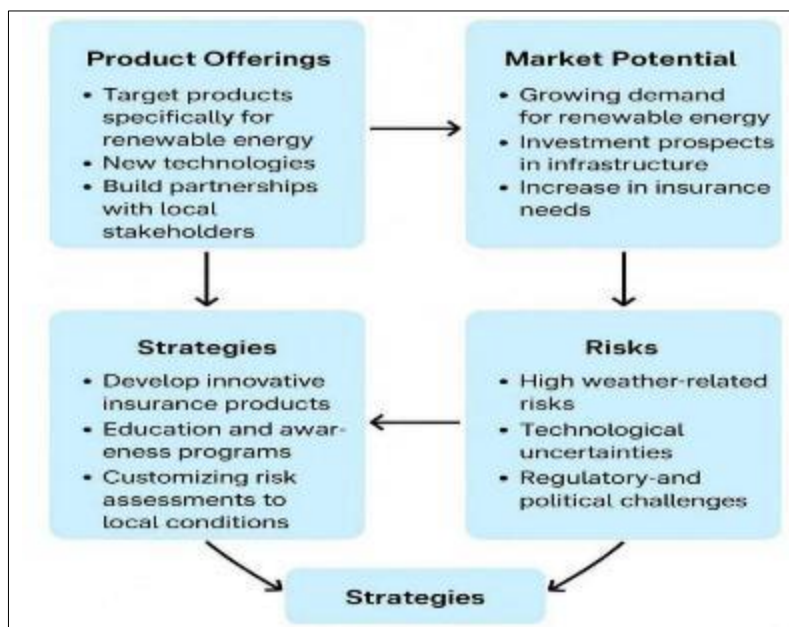 Product Offerings
• Target products
specifically for
renewable energy
• New technologies
• Build partnerships
with local
stakeholders
Market Potential
• Growing demand
for renewable energy
• Investment prospects
in infrastructure
• Increase in insurance
needs
Strategies
• Develop innovative
insurance products
• Education and awar-
eness programs
• Customizing risk
assessments to
local conditions
Risks
• High weather-related
risks
• Technological
uncertainties
• Regulatory-and
political challenges
Strategies